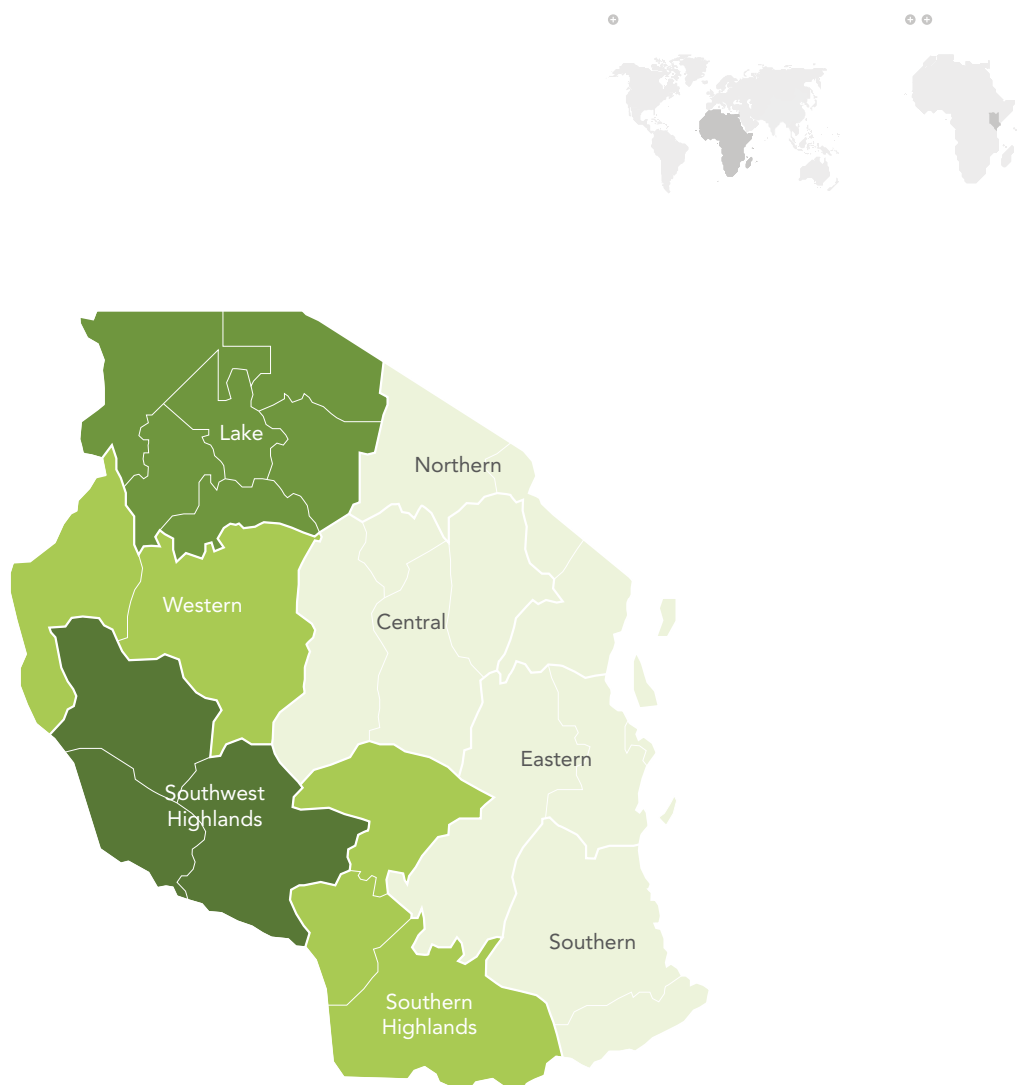 Lake
Northern
Western
Central
Eastern
Southwest
Highlands
Southern
Southern
Highlands